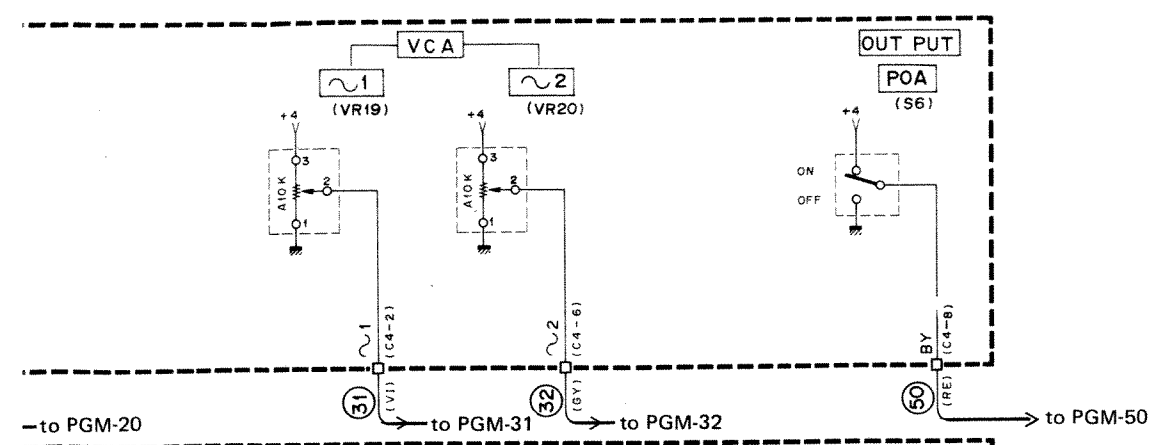 VCA
OUT PUT
∼1
∼2
POA
(VR19)
(VR20)
(S6)
+4
+4
+4
3
3
A10K
2
A10K
2
ON
OFF
1
1
∼1
(C4-2)
∼2
(C4-6)
BY
(C4-8)
31
(VI)
32
(GY)
50
(RE)
to PGM-20
to PGM-31
to PGM-32
to PGM-50